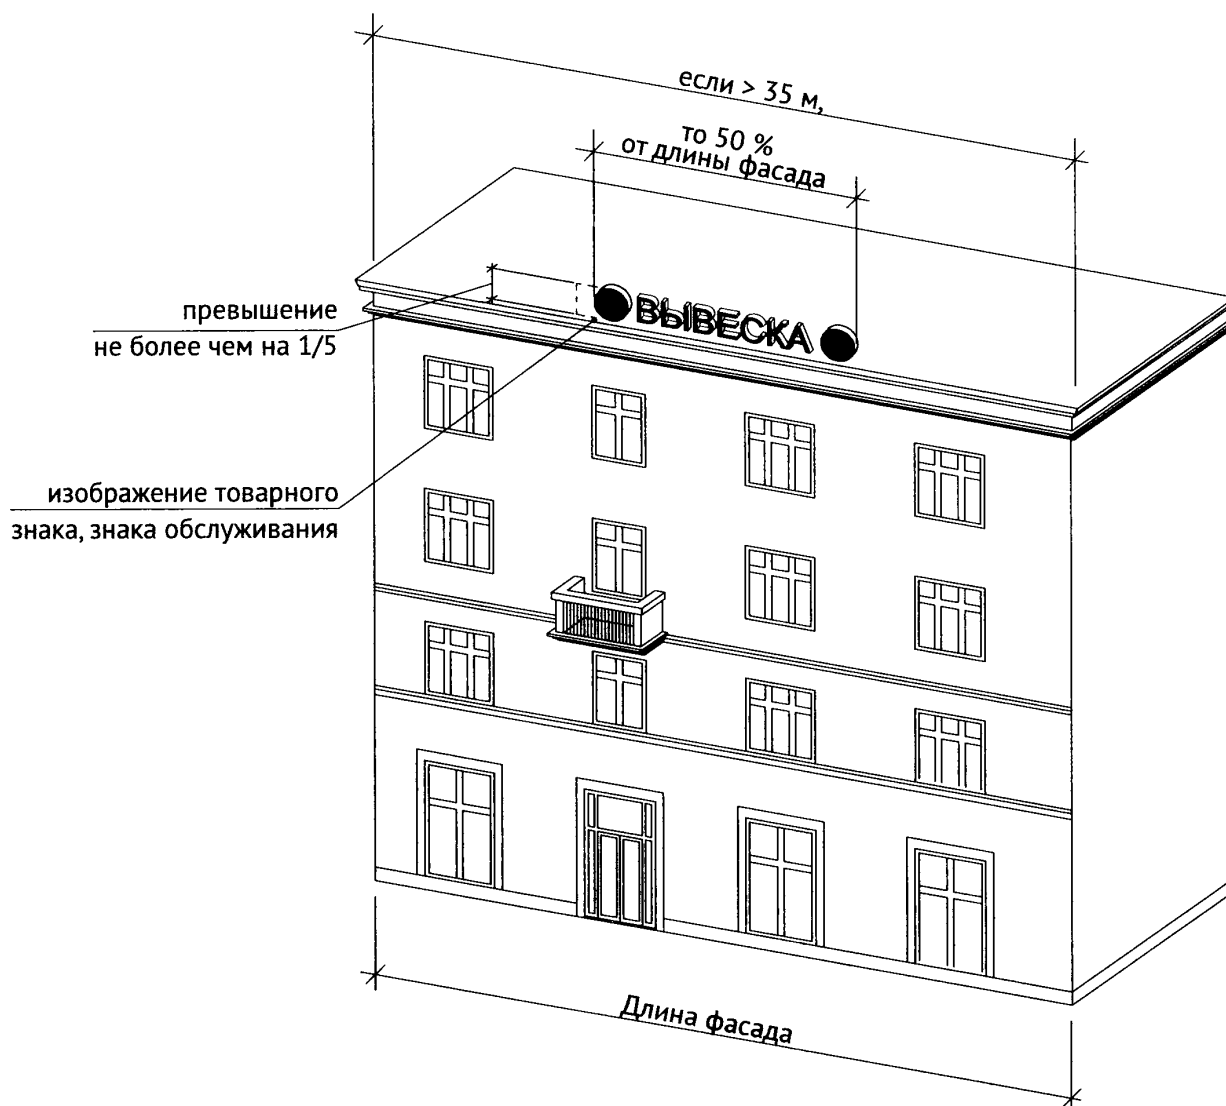 если > 35 м,
то 50 %
от длины фасада
ВЫВЕСКА
превышение
не более чем на 1/5
изображение товарного
знака, знака обслуживания
Длина фасада